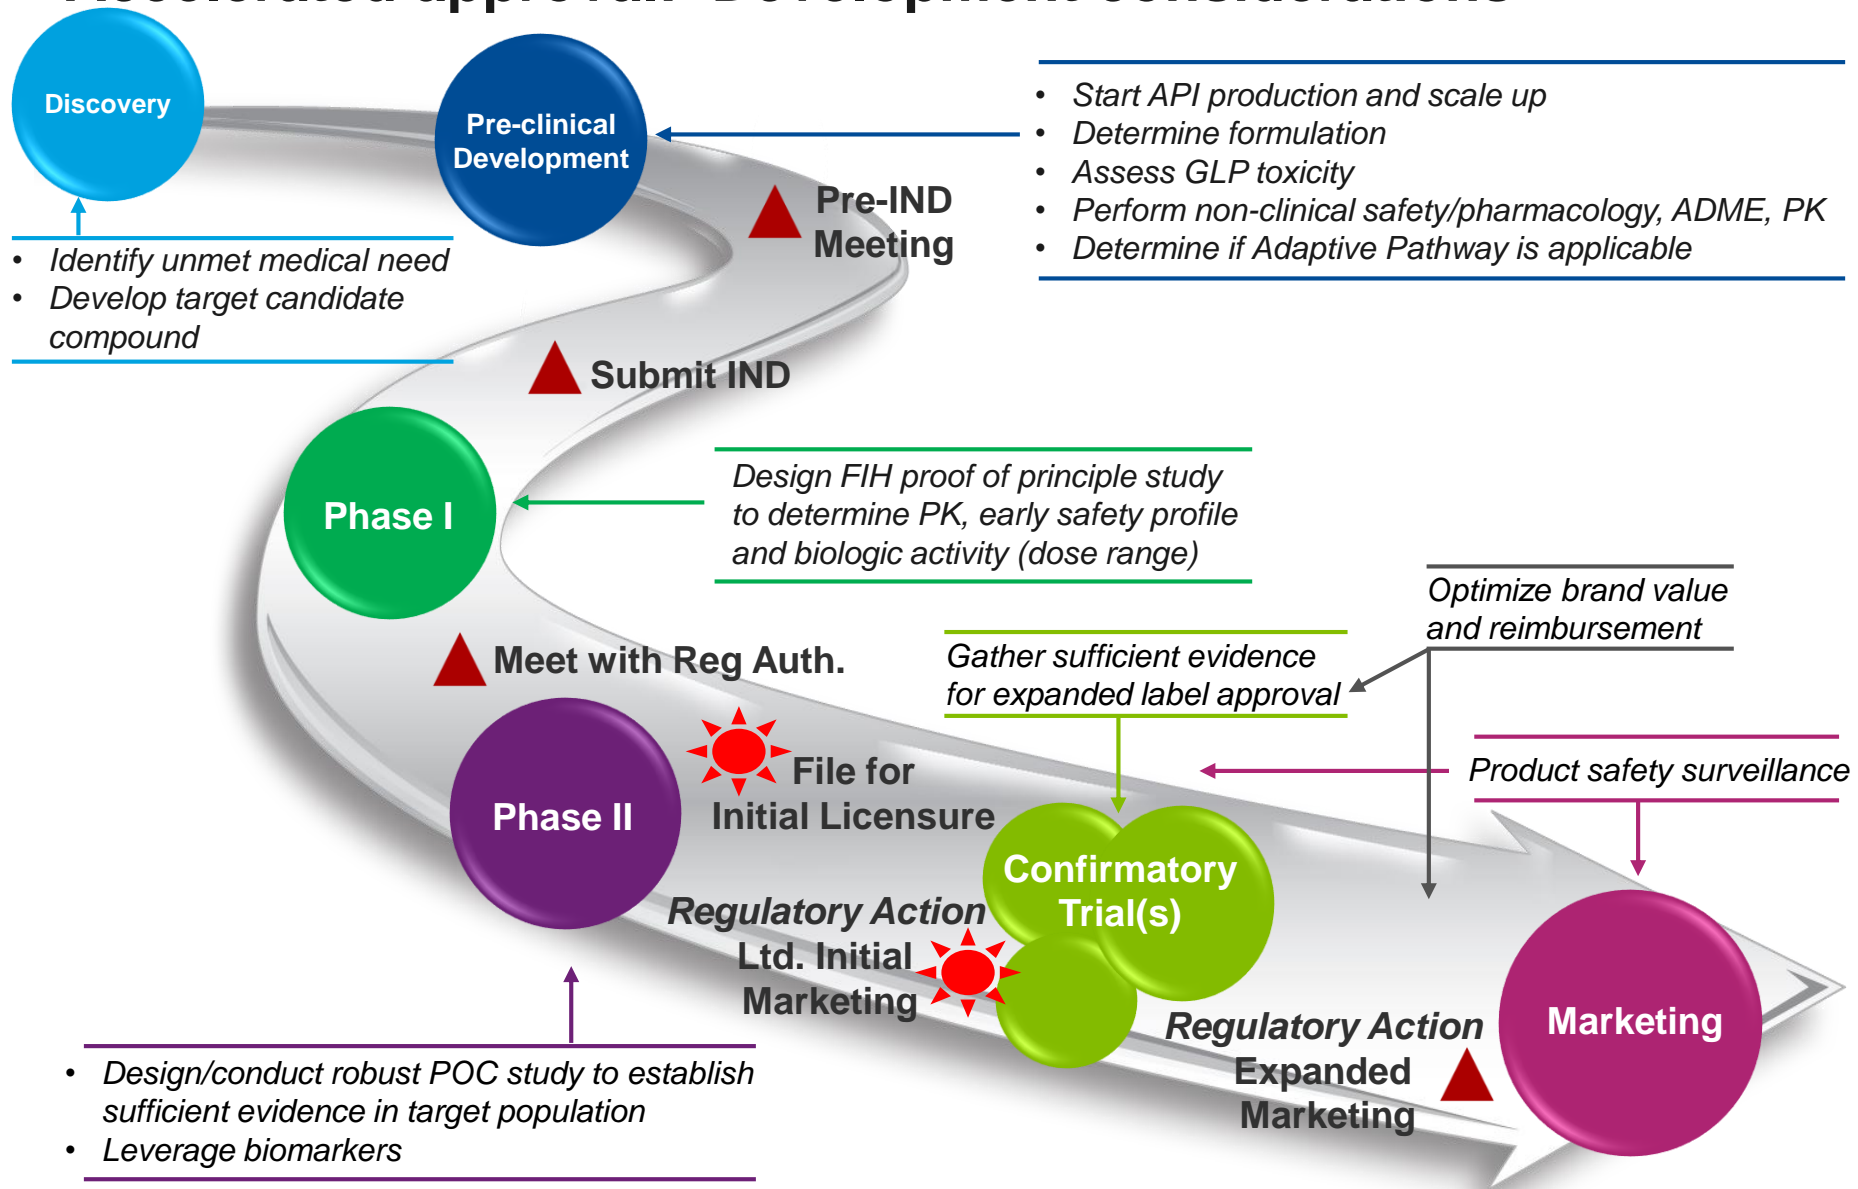 Accelerated approval: Development considerations
Discovery
Pre-clinical
Development
• Start API production and scale up
• Determine formulation
• Assess GLP toxicity
• Perform non-clinical safety/pharmacology, ADME, PK
• Determine if Adaptive Pathway is applicable
Pre-IND
Meeting
• Identify unmet medical need
• Develop target candidate
compound
Submit IND
Phase I
Design FIH proof of principle study
to determine PK, early safety profile
and biologic activity (dose range)
Optimize brand value
and reimbursement
Meet with Reg Auth.
Gather sufficient evidence
for expanded label approval
Phase II
File for
Initial Licensure
Product safety surveillance
Confirmatory
Trial(s)
Regulatory Action
Ltd. Initial
Marketing
Regulatory Action
Expanded
Marketing
Marketing
• Design/conduct robust POC study to establish
sufficient evidence in target population
• Leverage biomarkers